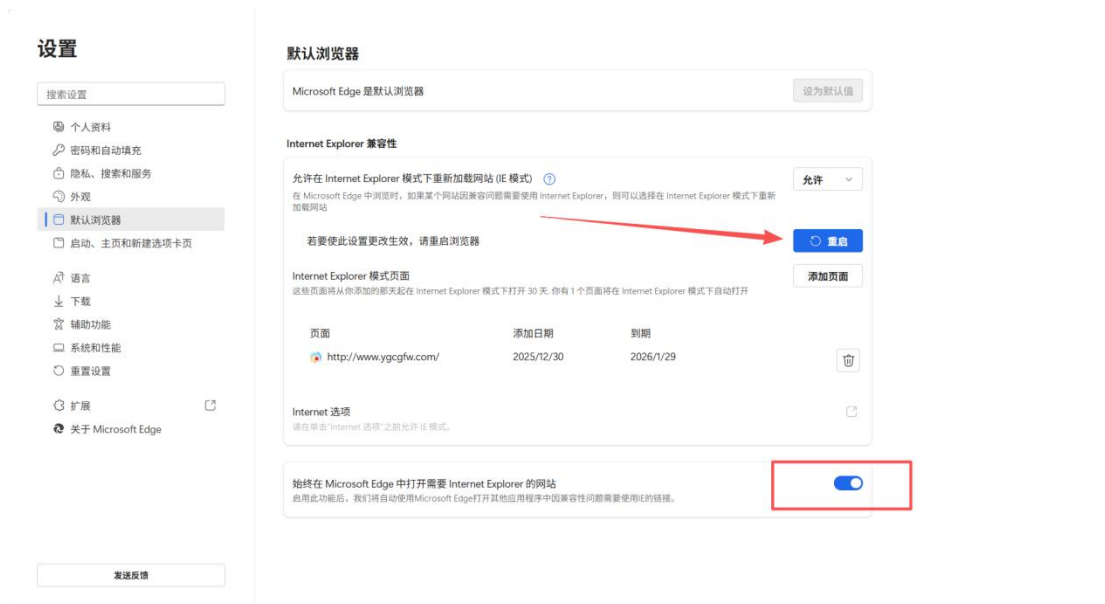 设置
搜索设置
个人资料
密码和自动填充
隐私、搜索和服务
外观
默认浏览器
启动、主页和新建选项卡页
语言
下载
辅助功能
系统和性能
重置设置
扩展
关于 Microsoft Edge
发送反馈
默认浏览器
Microsoft Edge 是默认浏览器
设为默认值
Internet Explorer 兼容性
允许在 Internet Explorer 模式下重新加载网站 (IE 模式)
允许
在 Microsoft Edge 中浏览时，如果某个网站因兼容问题需要使用 Internet Explorer，则可以选择在 Internet Explorer 模式下重新
加载网站
若要使此设置更改生效，请重启浏览器
重启
Internet Explorer 模式页面
添加页面
这些页面将从你添加的那天起在 Internet Explorer 模式下打开 30 天. 你有 1 个页面将在 Internet Explorer 模式下自动打开
页面 添加日期 到期
http://www.ygcgfw.com/ 2025/12/30 2026/1/29
Internet 选项
请在单击"Internet 选项"之前允许 IE 模式。
始终在 Microsoft Edge 中打开需要 Internet Explorer 的网站
启用此功能后，我们将自动使用Microsoft Edge打开其他应用程序中因兼容性问题需要使用IE的链接。